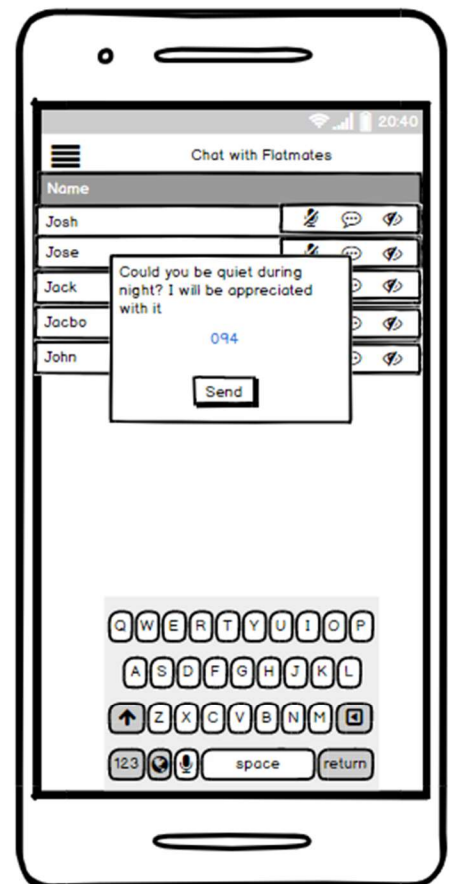 20:40
Chat with Flatmates
Name
Josh
Jose
Jack
Jacbo
John
Could you be quiet during
night? I will be appreciated
with it
094
Send
Q W E R T Y U I O P
A S D F G H J K L
Z X C V B N M
123 space return